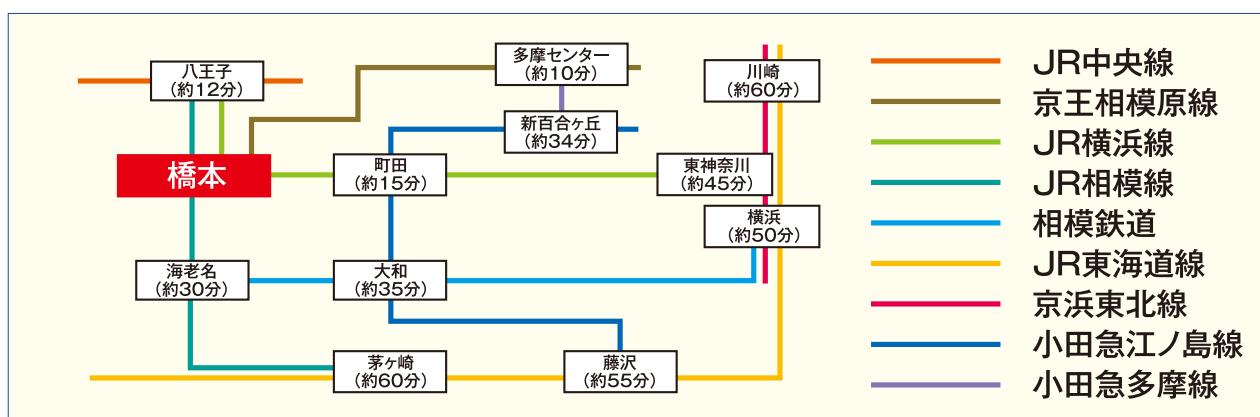 八王子
(約12分)
多摩センター
(約10分)
川崎
(約60分)
新百合ヶ丘
(約34分)
橋本
町田
(約15分)
東神奈川
(約45分)
横浜
(約50分)
海老名
(約30分)
大和
(約35分)
茅ヶ崎
(約60分)
藤沢
(約55分)
JR中央線
京王相模原線
JR横浜線
JR相模線
相模鉄道
JR東海道線
京浜東北線
小田急江ノ島線
小田急多摩線